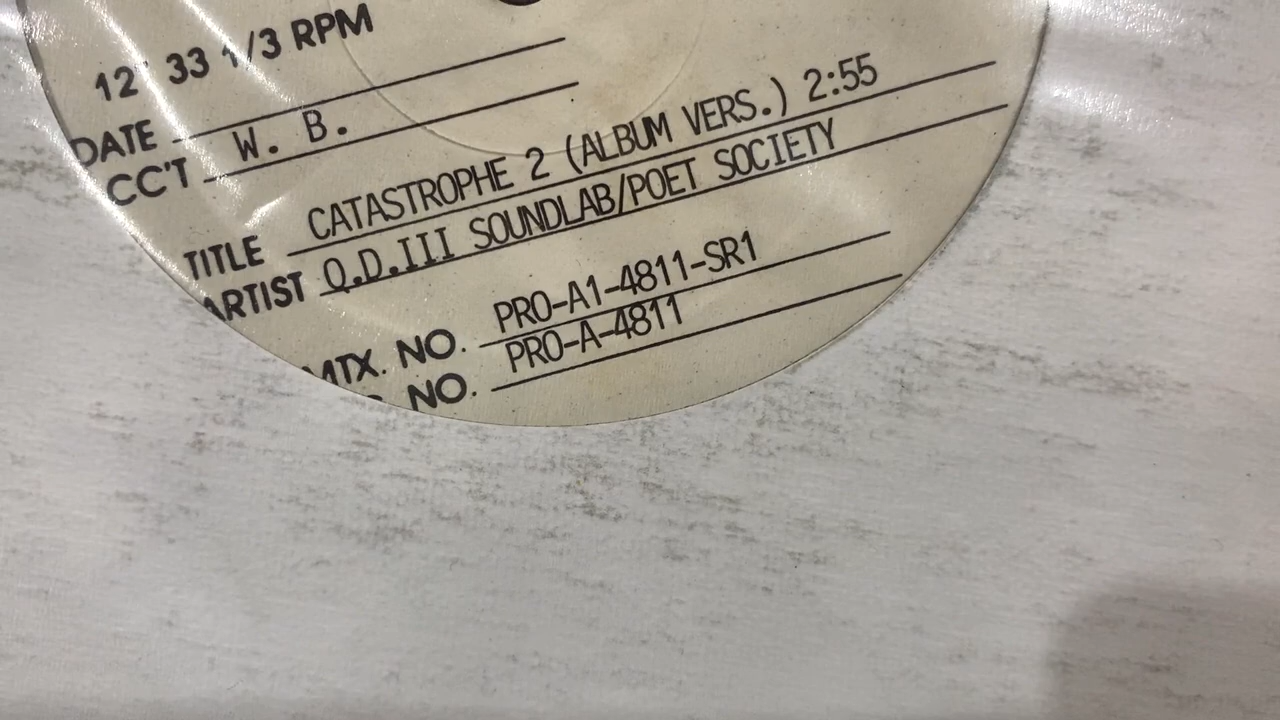 12" 33 1/3 RPM
DATE
CC'T W. B.
TITLE CATASTROPHE 2 (ALBUM VERS.) 2:55
ARTIST Q.D.III SOUNDLAB/POET SOCIETY
MTX. NO. PRO-A1-4811-SR1
NO. PRO-A-4811